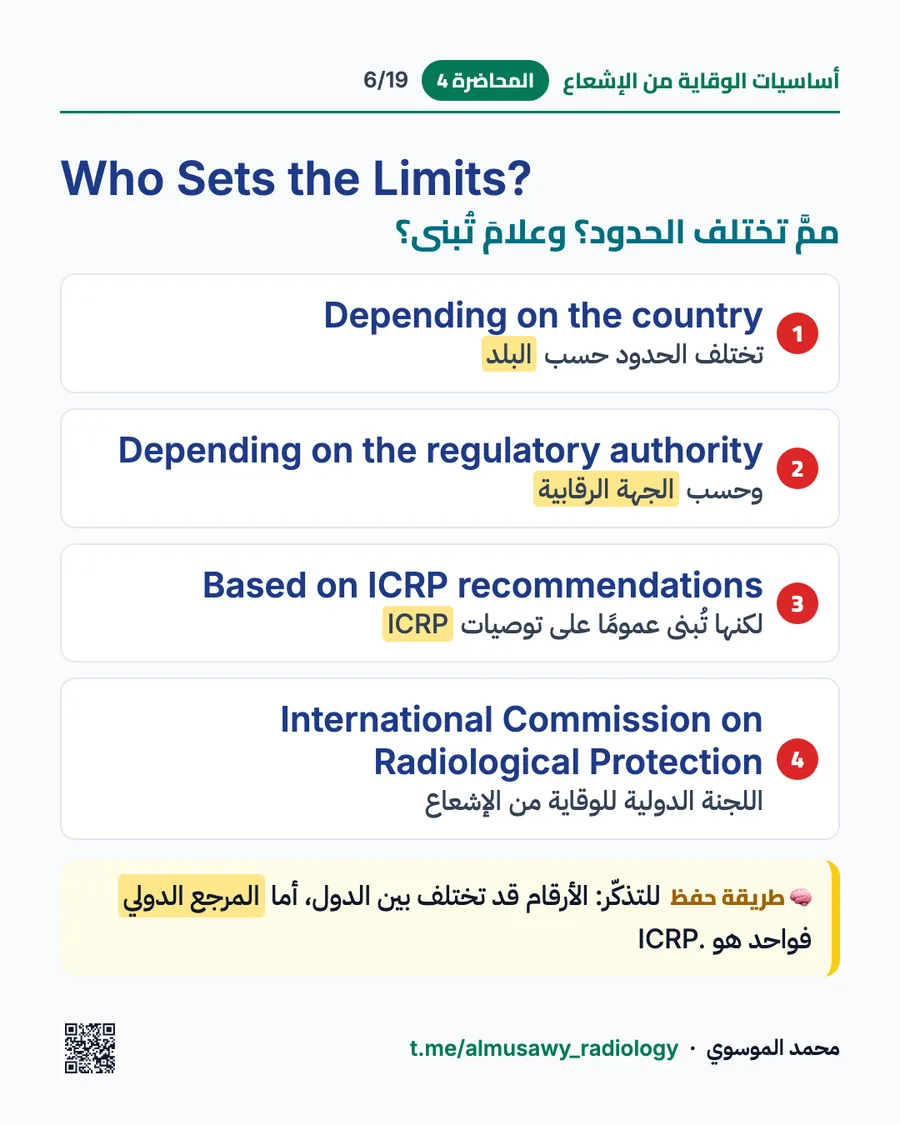 أساسيات الوقاية من الإشعاع المحاضرة 4 6/19
Who Sets the Limits?
ممَّ تختلف الحدود؟ وعلامَ تُبنى؟
1 Depending on the country
تختلف الحدود حسب البلد
2 Depending on the regulatory authority
وحسب الجهة الرقابية
3 Based on ICRP recommendations
لكنها تُبنى عمومًا على توصيات ICRP
4 International Commission on
Radiological Protection
اللجنة الدولية للوقاية من الإشعاع
🧠 طريقة حفظ للتذكّر: الأرقام قد تختلف بين الدول، أما المرجع الدولي
فواحد هو ICRP.
محمد الموسوي · t.me/almusawy_radiology